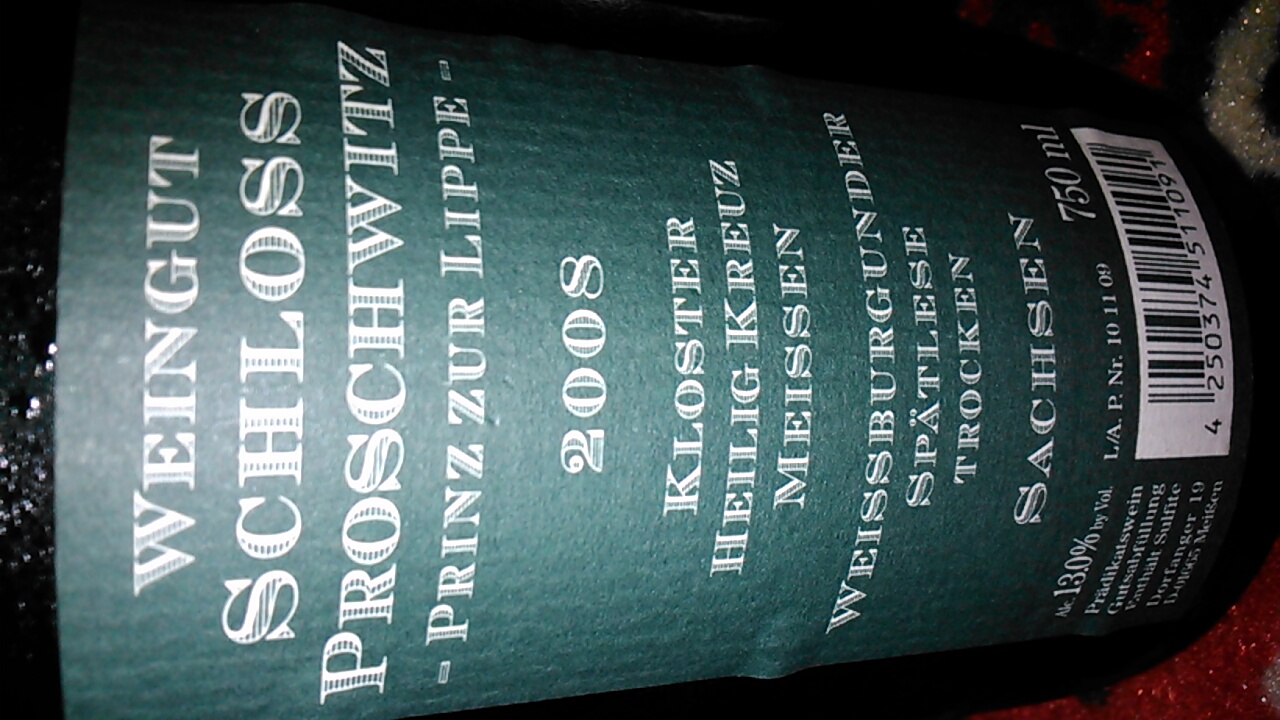 WEINGUT
SCHLOSS
PROSCHWITZ
- PRINZ ZUR LIPPE -
2008
KLOSTER
HEILIG KREUZ
MEISSEN
WEISSBURGUNDER
SPÄTLESE
TROCKEN
SACHSEN
Alc. 13,0% by Vol.
Prädikatswein
Gutsabfüllung
Enthält Sulfite
Dorfanger 19
D-01665 Meißen
L/A. P. Nr. 10 11 09
750 ml
4 250374 511091